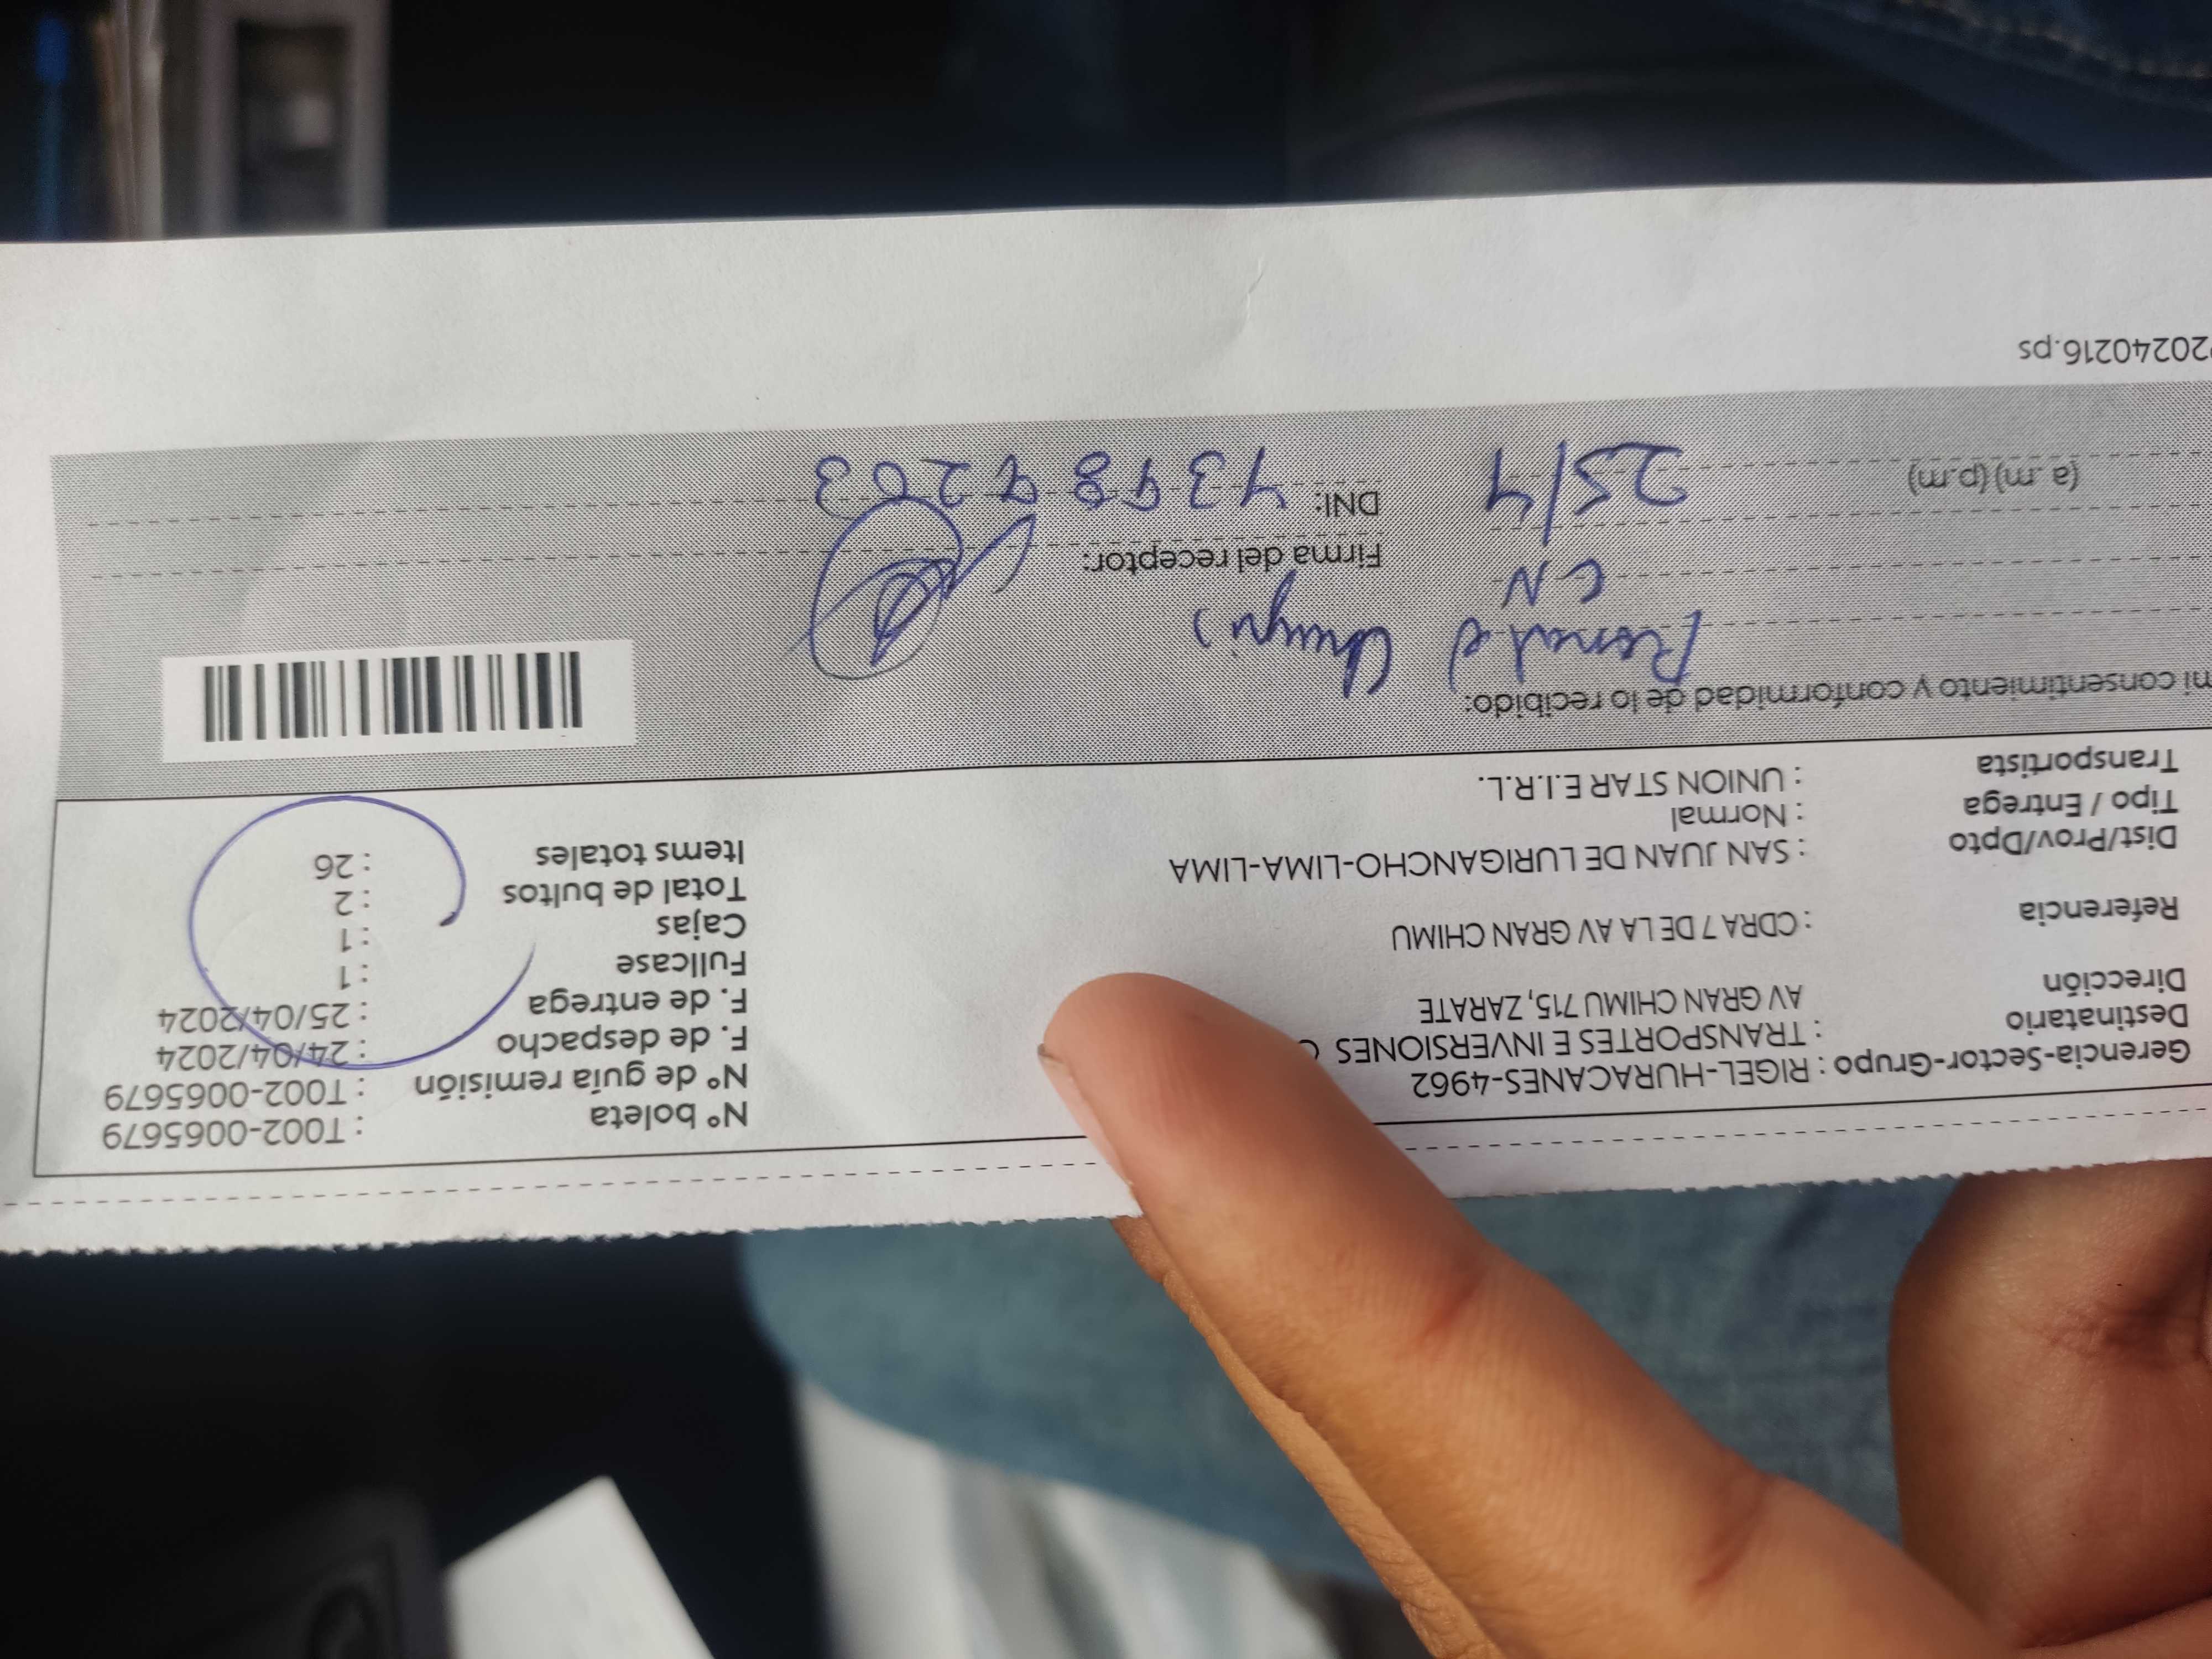 Nº boleta : T002-0065679
Gerencia-Sector-Grupo : RIGEL-HURACANES-4962
Nº de guía remisión : T002-0065679
Destinatario : TRANSPORTES E INVERSIONES
F. de despacho : 24/04/2024
Dirección AV GRAN CHIMU 715, ZARATE
F. de entrega : 25/04/2024
Fullcase : 1
Referencia : CDRA 7 DE LA AV GRAN CHIMU
Cajas : 1
Total de bultos : 2
Dist/Prov/Dpto : SAN JUAN DE LURIGANCHO-LIMA-LIMA
Items totales : 26
Tipo / Entrega : Normal
Transportista : UNION STAR E.I.R.L.
consentimiento y conformidad de lo recibido:
CN
Firma del receptor:
(a.m)(p.m) 25/4 DNI:
20240216.ps